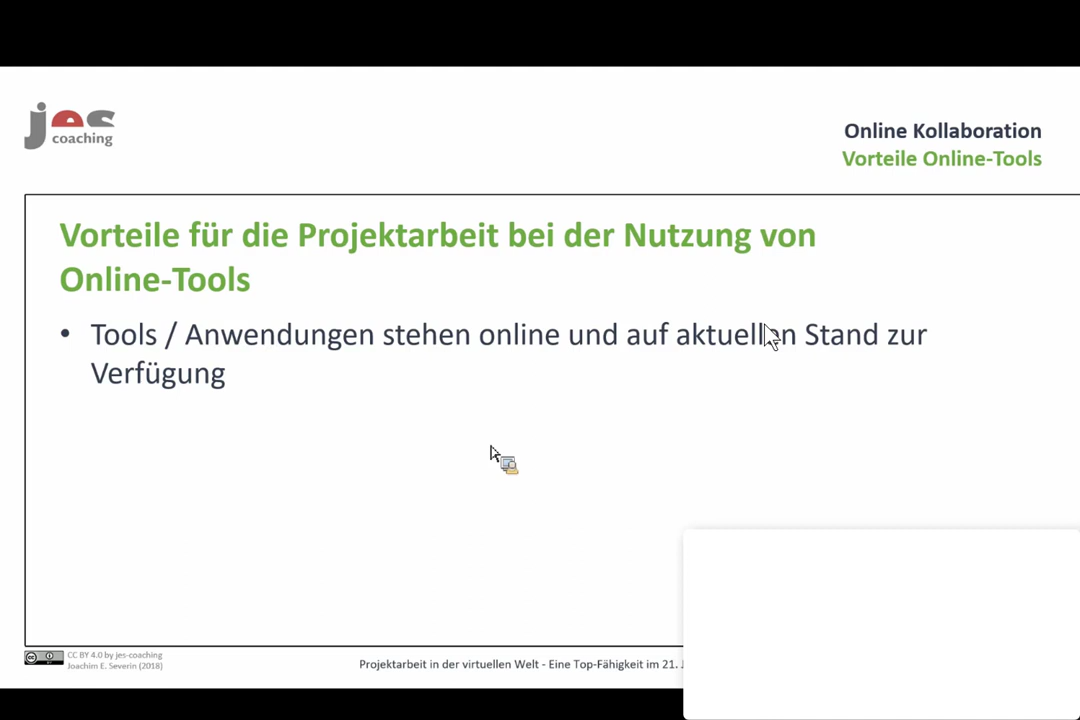 jes
coaching
Online Kollaboration
Vorteile Online-Tools
Vorteile für die Projektarbeit bei der Nutzung von
Online-Tools
• Tools / Anwendungen stehen online und auf aktuellen Stand zur
Verfügung
CC BY 4.0 by jes-coaching
Joachim E. Severin (2018)
Projektarbeit in der virtuellen Welt - Eine Top-Fähigkeit im 21.